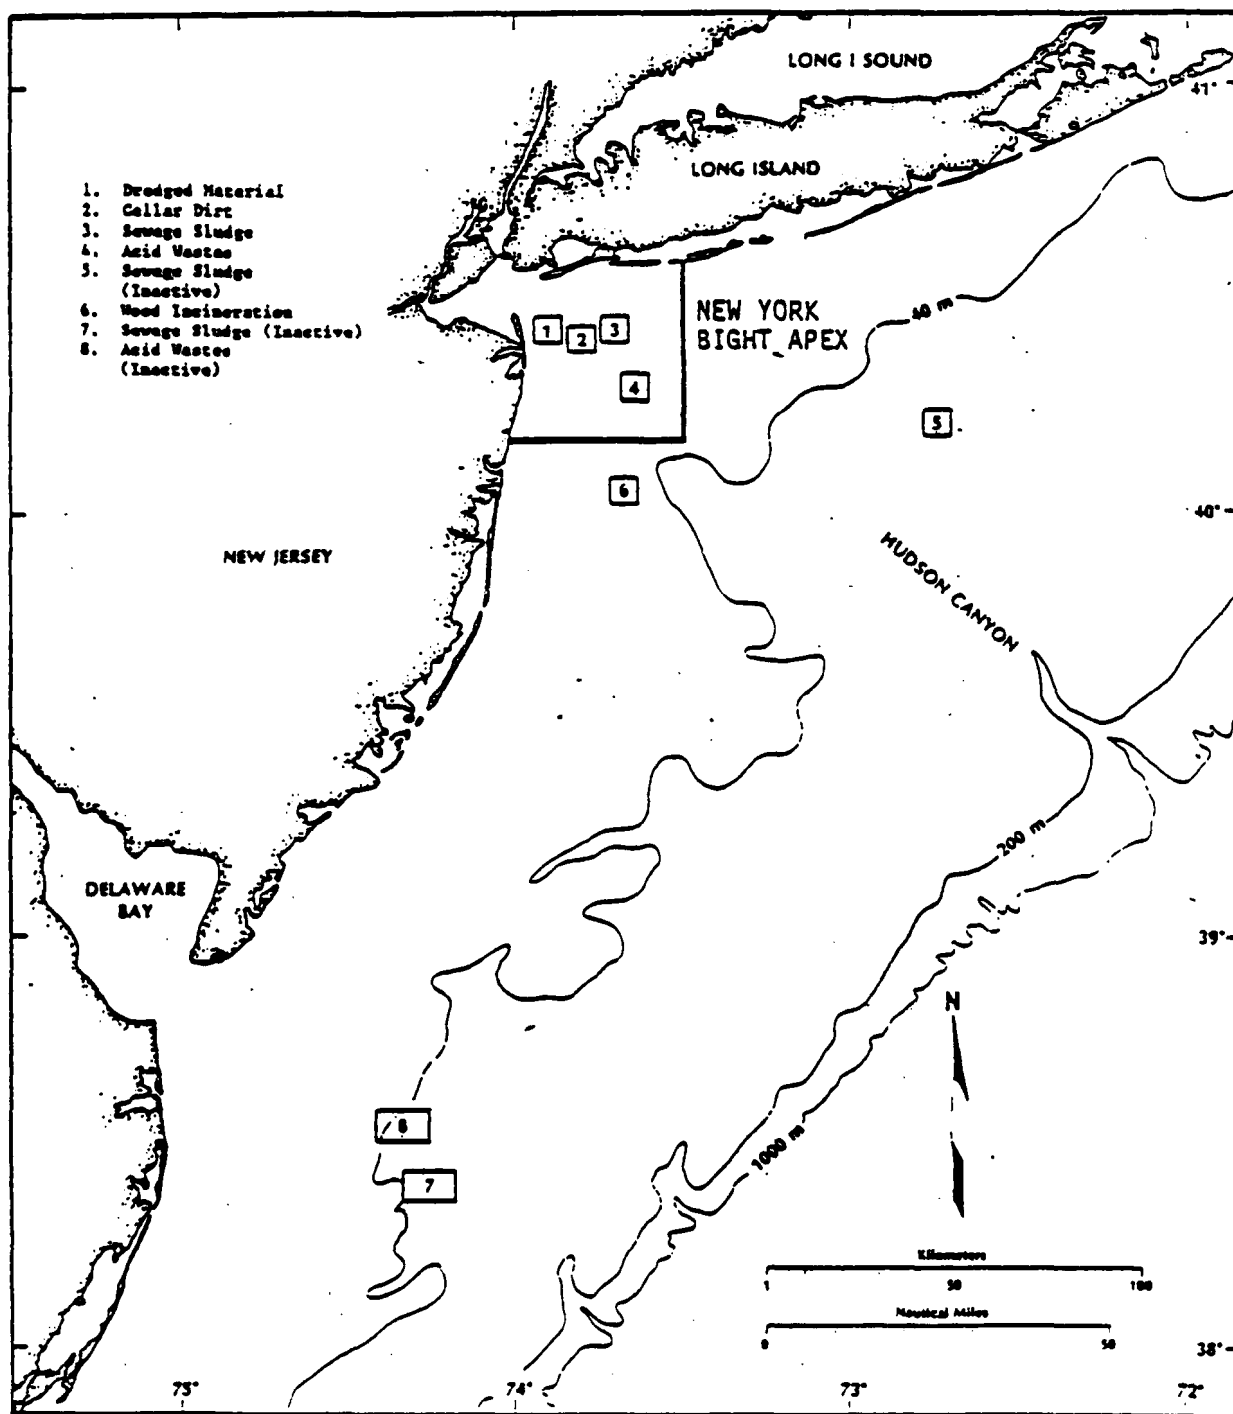 LONG I SOUND
41°
LONG ISLAND
1. Dredged Material
2. Cellar Dirt
3. Sewage Sludge
4. Acid Wastes
5. Sewage Sludge
(Inactive)
6. Wood Incineration
7. Sewage Sludge (Inactive)
8. Acid Wastes
(Inactive)
NEW YORK
BIGHT APEX
40 m
1
2
3
4
5
6
40°
NEW JERSEY
HUDSON CANYON
200 m
DELAWARE
BAY
39°
N
8
1000 m
7
Kilometers
1 50 100
Nautical Miles
0 50
38°
75° 74° 73° 72°